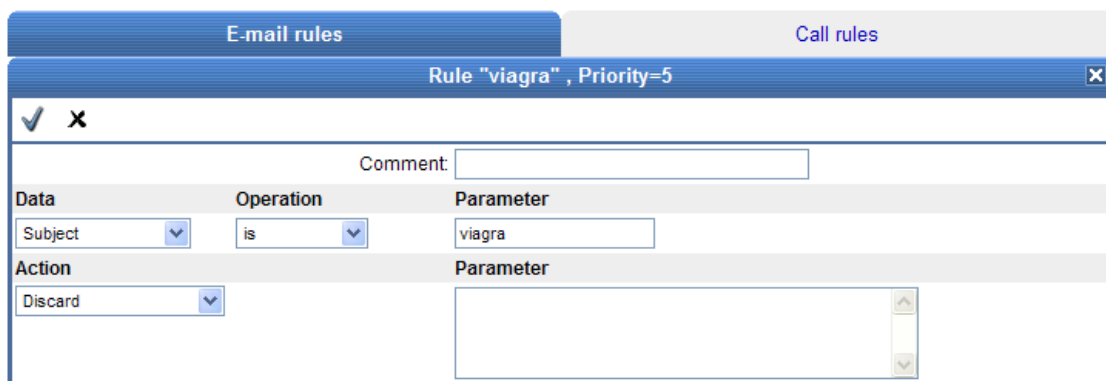 E-mail rules Call rules
Rule "viagra" , Priority=5
Comment:
Data Operation Parameter
Subject is viagra
Action Parameter
Discard